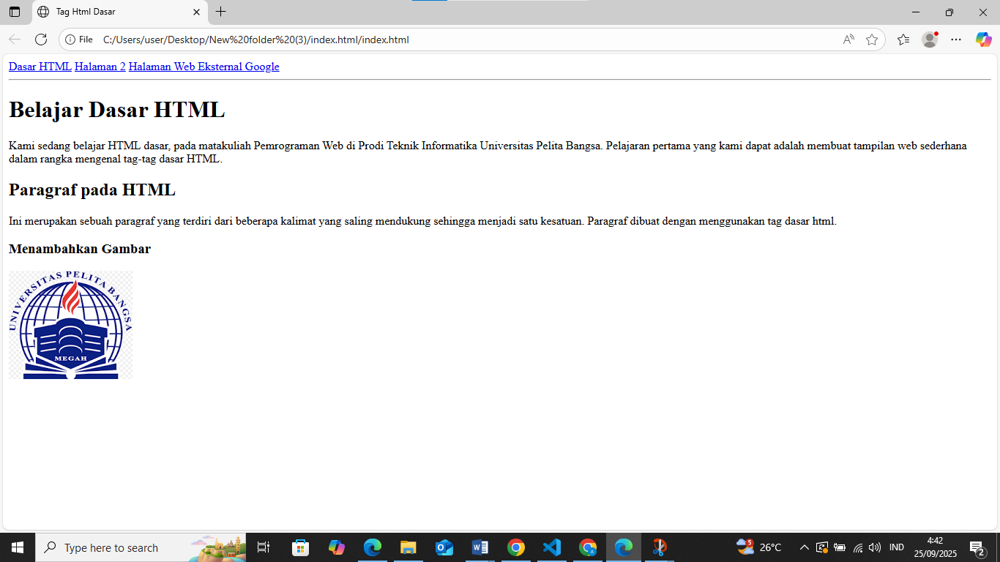 Tag Html Dasar
File C:/Users/user/Desktop/New%20folder%20(3)/index.html/index.html
Dasar HTML Halaman 2 Halaman Web Eksternal Google
Belajar Dasar HTML
Kami sedang belajar HTML dasar, pada matakuliah Pemrograman Web di Prodi Teknik Informatika Universitas Pelita Bangsa. Pelajaran pertama yang kami dapat adalah membuat tampilan web sederhana
dalam rangka mengenal tag-tag dasar HTML.
Paragraf pada HTML
Ini merupakan sebuah paragraf yang terdiri dari beberapa kalimat yang saling mendukung sehingga menjadi satu kesatuan. Paragraf dibuat dengan menggunakan tag dasar html.
Menambahkan Gambar
UNIVERSITAS PELITA BANGSA
MEGAH
Type here to search
5
26°C
IND
4:42
25/09/2025
2